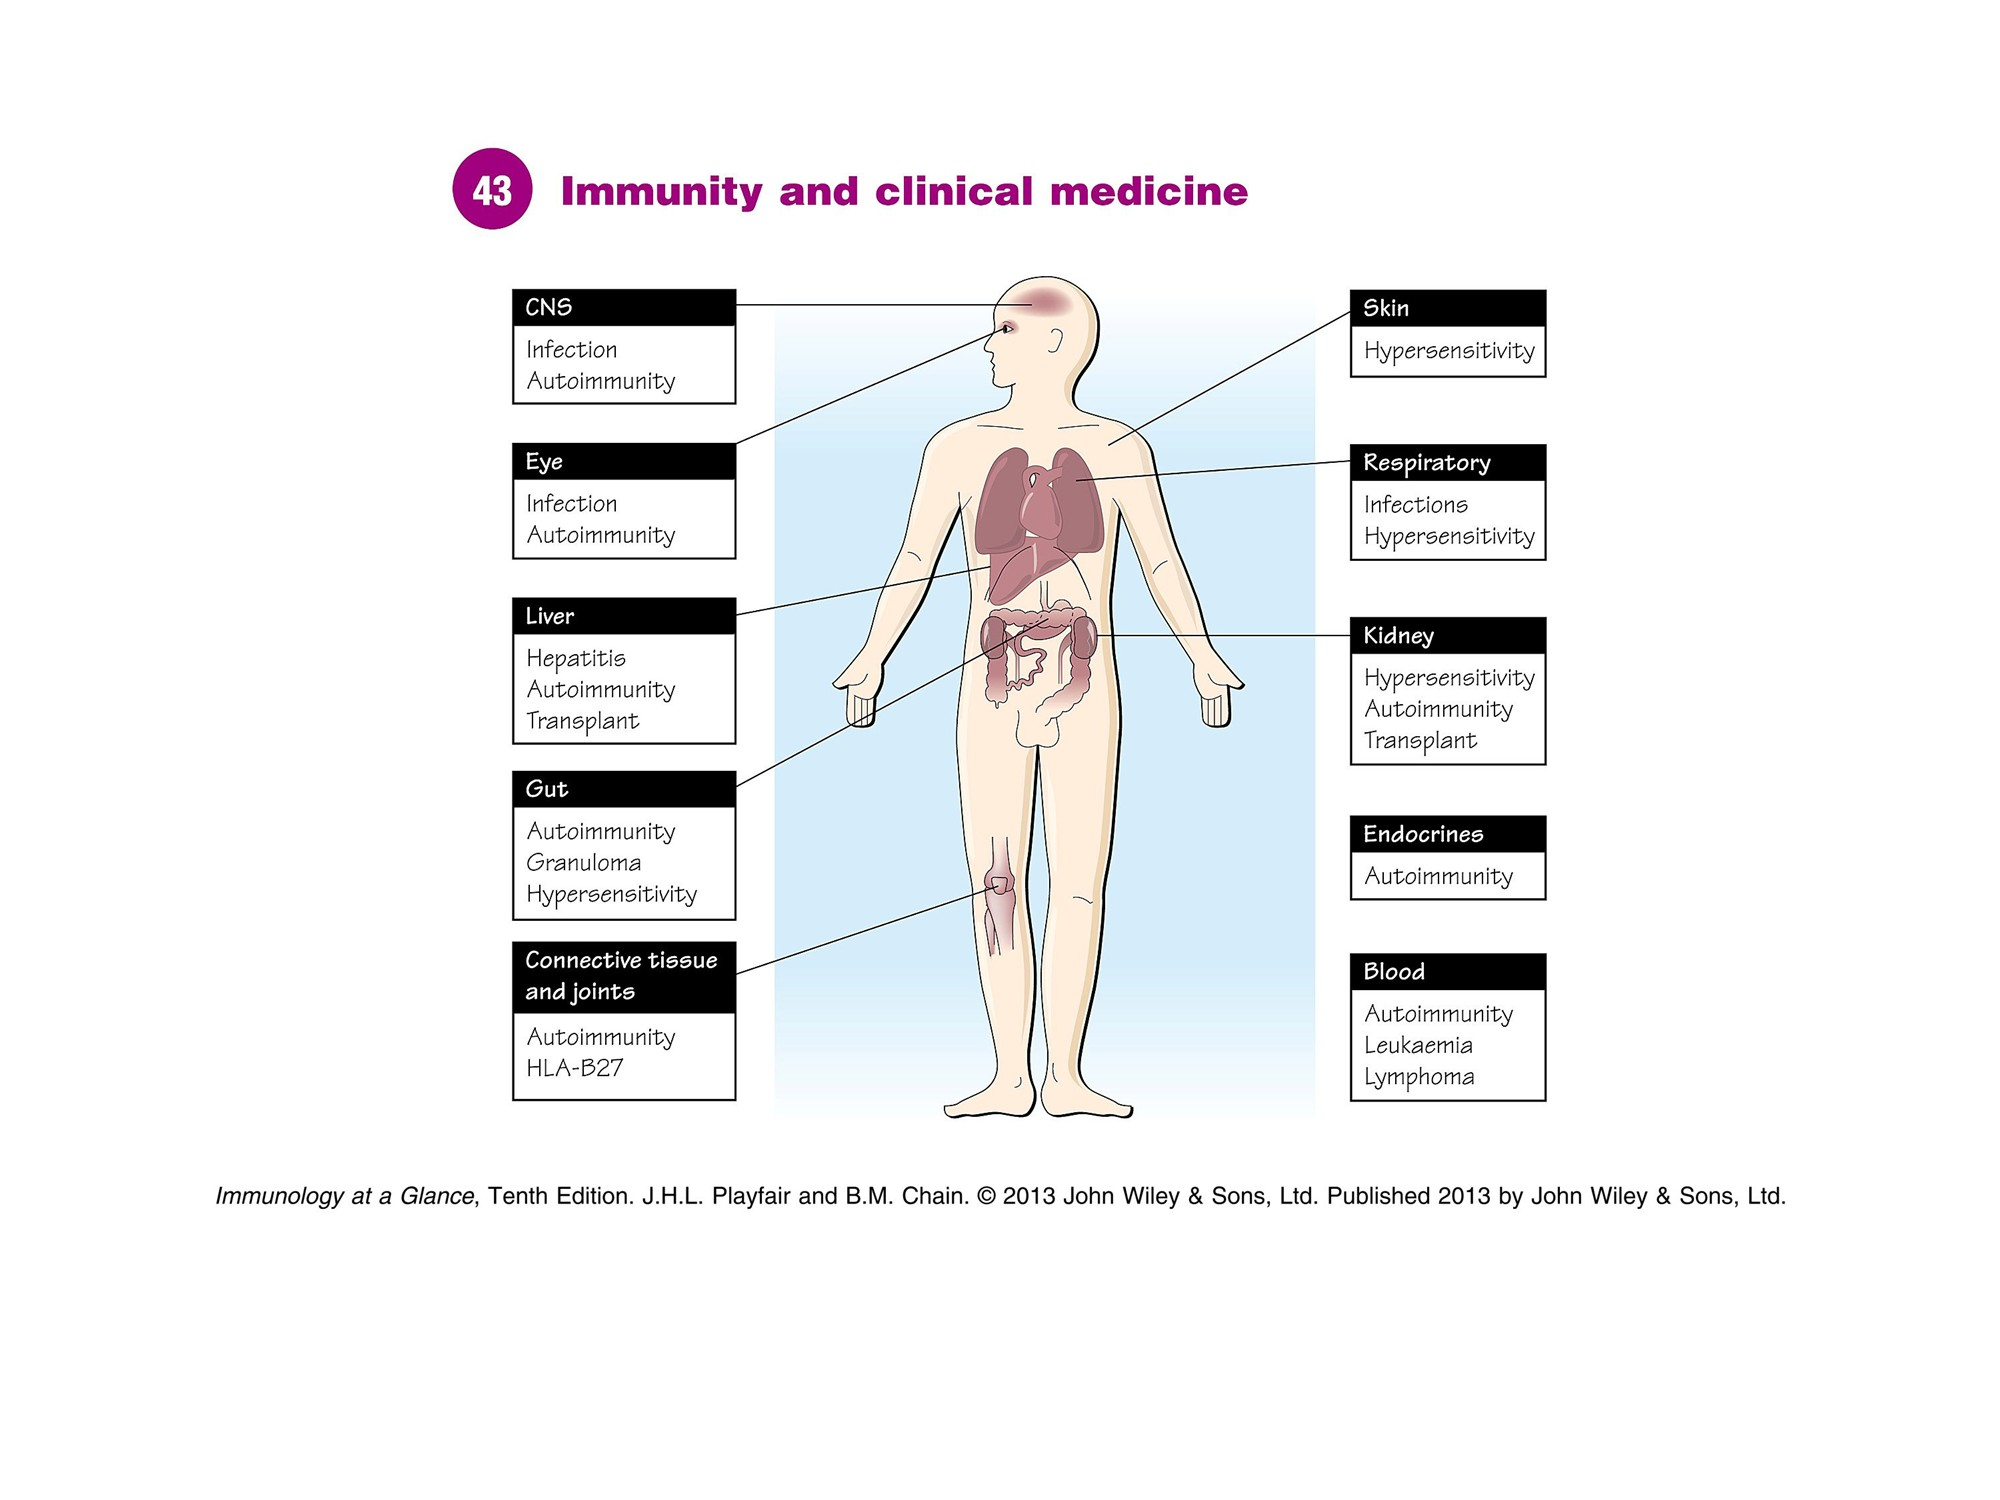 43 Immunity and clinical medicine
CNS
Infection
Autoimmunity
Eye
Infection
Autoimmunity
Liver
Hepatitis
Autoimmunity
Transplant
Gut
Autoimmunity
Granuloma
Hypersensitivity
Connective tissue
and joints
Autoimmunity
HLA-B27
Skin
Hypersensitivity
Respiratory
Infections
Hypersensitivity
Kidney
Hypersensitivity
Autoimmunity
Transplant
Endocrines
Autoimmunity
Blood
Autoimmunity
Leukaemia
Lymphoma
Immunology at a Glance, Tenth Edition. J.H.L. Playfair and B.M. Chain. © 2013 John Wiley & Sons, Ltd. Published 2013 by John Wiley & Sons, Ltd.